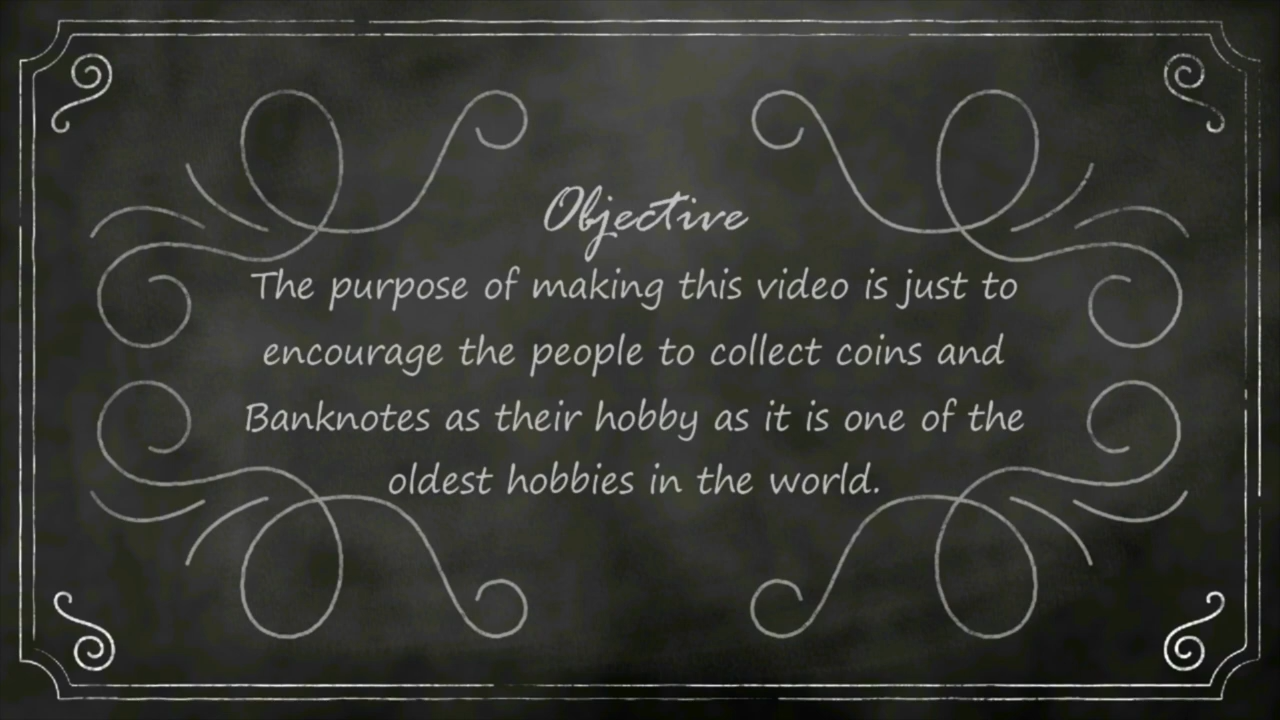 Objective
The purpose of making this video is just to
encourage the people to collect coins and
Banknotes as their hobby as it is one of the
oldest hobbies in the world.